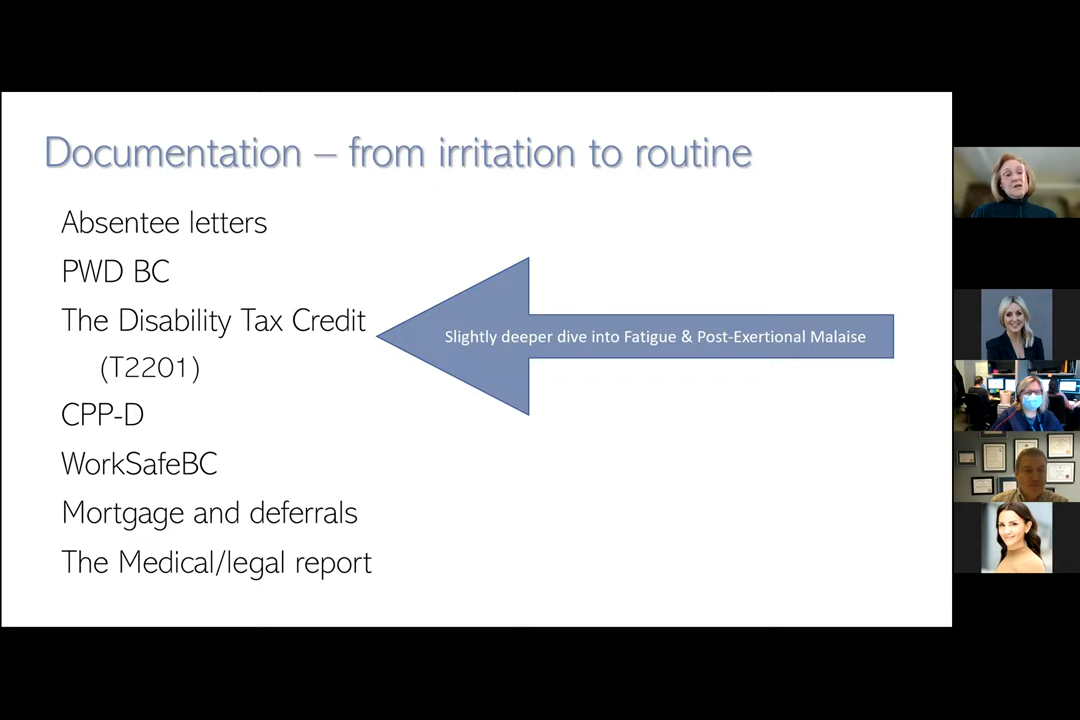 Documentation – from irritation to routine
Absentee letters
PWD BC
The Disability Tax Credit
(T2201)
CPP-D
WorkSafeBC
Mortgage and deferrals
The Medical/legal report
Slightly deeper dive into Fatigue & Post-Exertional Malaise